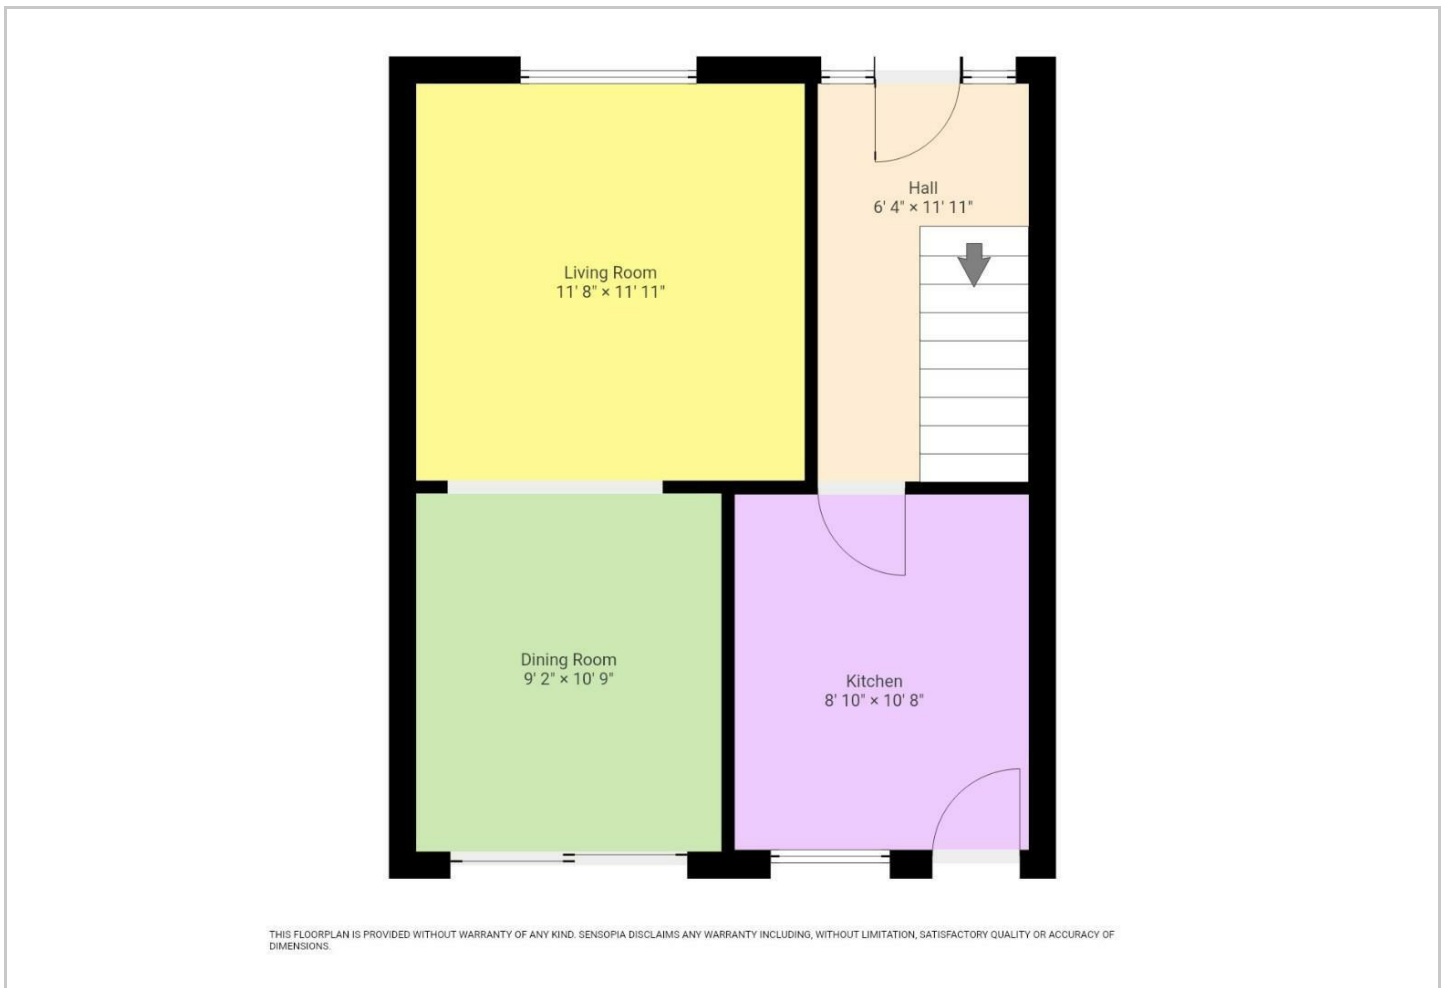 Hall
6' 4" × 11' 11"
Living Room
11' 8" × 11' 11"
Dining Room
9' 2" × 10' 9"
Kitchen
8' 10" × 10' 8"
THIS FLOORPLAN IS PROVIDED WITHOUT WARRANTY OF ANY KIND. SENSOPIA DISCLAIMS ANY WARRANTY INCLUDING, WITHOUT LIMITATION, SATISFACTORY QUALITY OR ACCURACY OF
DIMENSIONS.